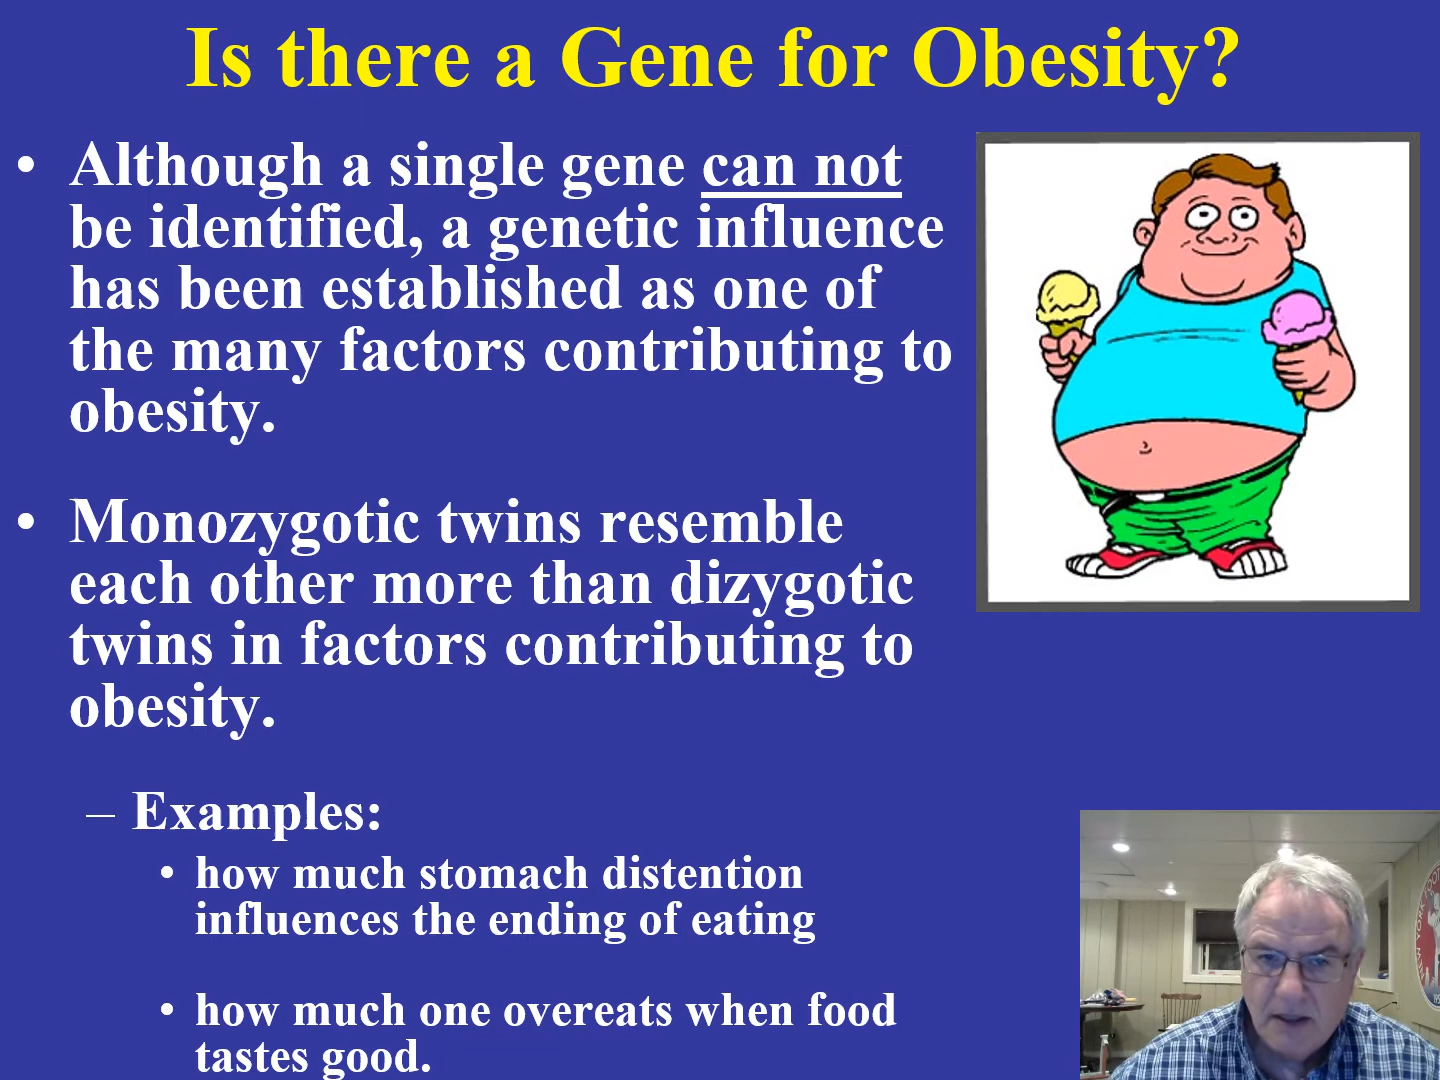 Is there a Gene for Obesity?
• Although a single gene can not
be identified, a genetic influence
has been established as one of
the many factors contributing to
obesity.
• Monozygotic twins resemble
each other more than dizygotic
twins in factors contributing to
obesity.
– Examples:
• how much stomach distention
influences the ending of eating
• how much one overeats when food
tastes good.